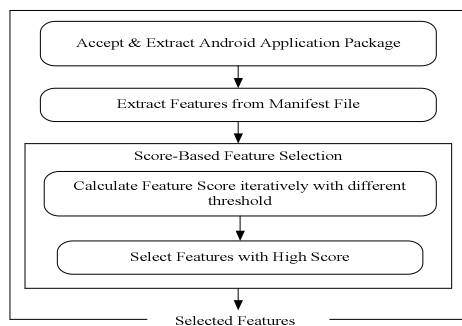 Accept & Extract Android Application Package
Extract Features from Manifest File
Score-Based Feature Selection
Calculate Feature Score iteratively with different
threshold
Select Features with High Score
Selected Features